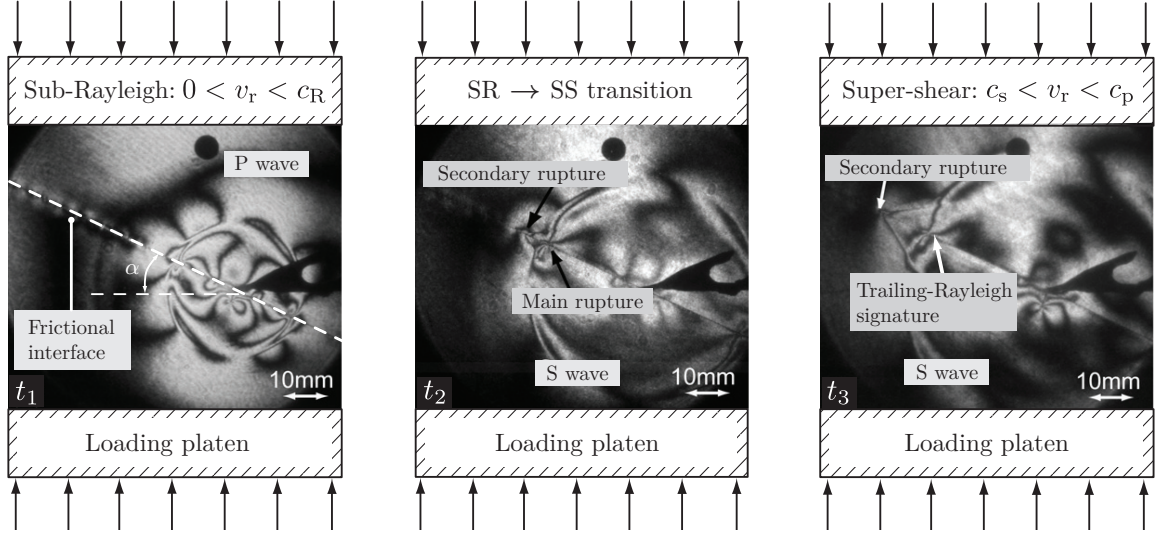 Sub-Rayleigh: 0 < v_r < c_R
P wave
α
Frictional
interface
10mm
t_1
Loading platen
SR → SS transition
Secondary rupture
Main rupture
S wave
10mm
t_2
Loading platen
Super-shear: c_s < v_r < c_p
Secondary rupture
Trailing-Rayleigh
signature
S wave
10mm
t_3
Loading platen